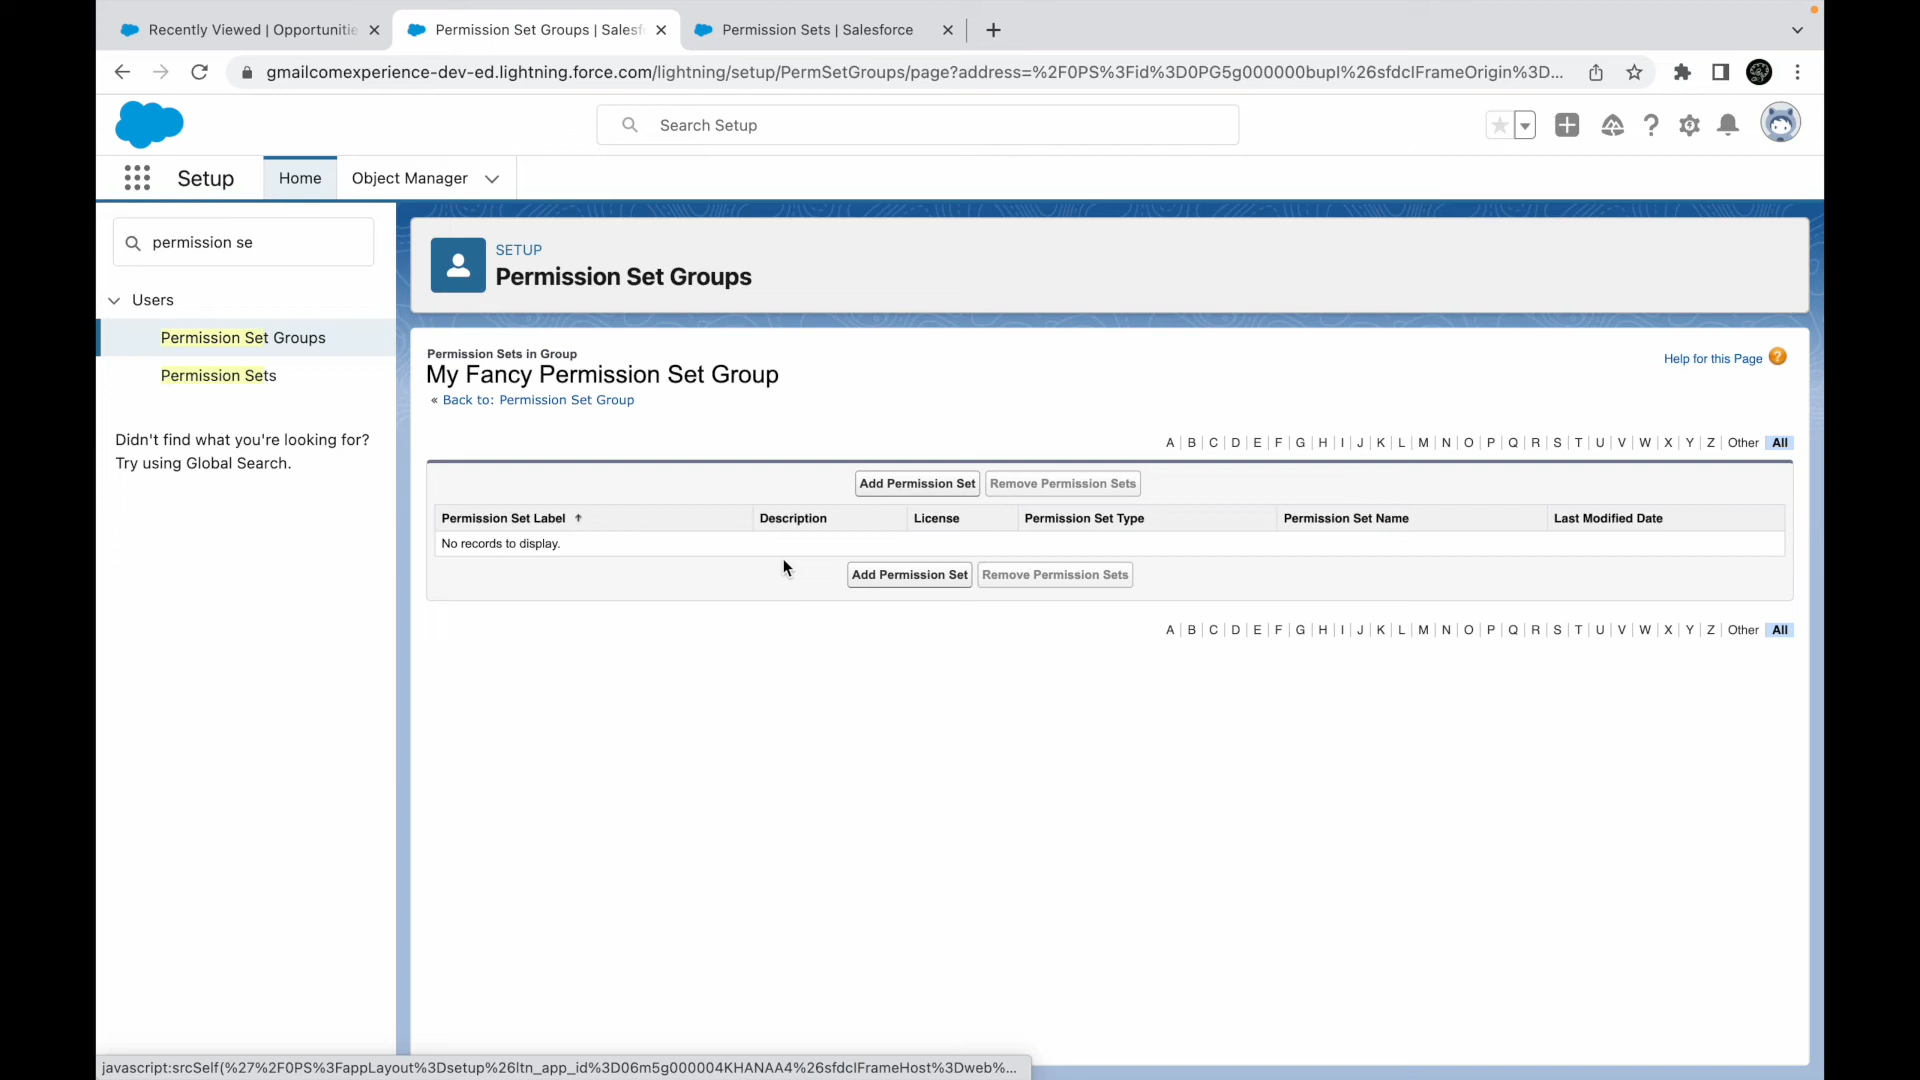 Recently Viewed | Opportunitie
Permission Set Groups | Salesf
Permission Sets | Salesforce
gmailcomexperience-dev-ed.lightning.force.com/lightning/setup/PermSetGroups/page?address=%2F0PS%3Fid%3D0PG5g000000bupI%26sfdcIFrameOrigin%3D...
Search Setup
Setup
Home
Object Manager
permission se
Users
Permission Set Groups
Permission Sets
Didn't find what you're looking for?
Try using Global Search.
SETUP
Permission Set Groups
Permission Sets in Group
My Fancy Permission Set Group
« Back to: Permission Set Group
Help for this Page ?
A | B | C | D | E | F | G | H | I | J | K | L | M | N | O | P | Q | R | S | T | U | V | W | X | Y | Z | Other | All
Add Permission Set Remove Permission Sets
Permission Set Label Description License Permission Set Type Permission Set Name Last Modified Date
No records to display.
Add Permission Set Remove Permission Sets
A | B | C | D | E | F | G | H | I | J | K | L | M | N | O | P | Q | R | S | T | U | V | W | X | Y | Z | Other | All
javascript:srcSelf(%27%2F0PS%3FappLayout%3Dsetup%26ltn_app_id%3D06m5g000004KHANAA4%26sfdcIFrameHost%3Dweb%...